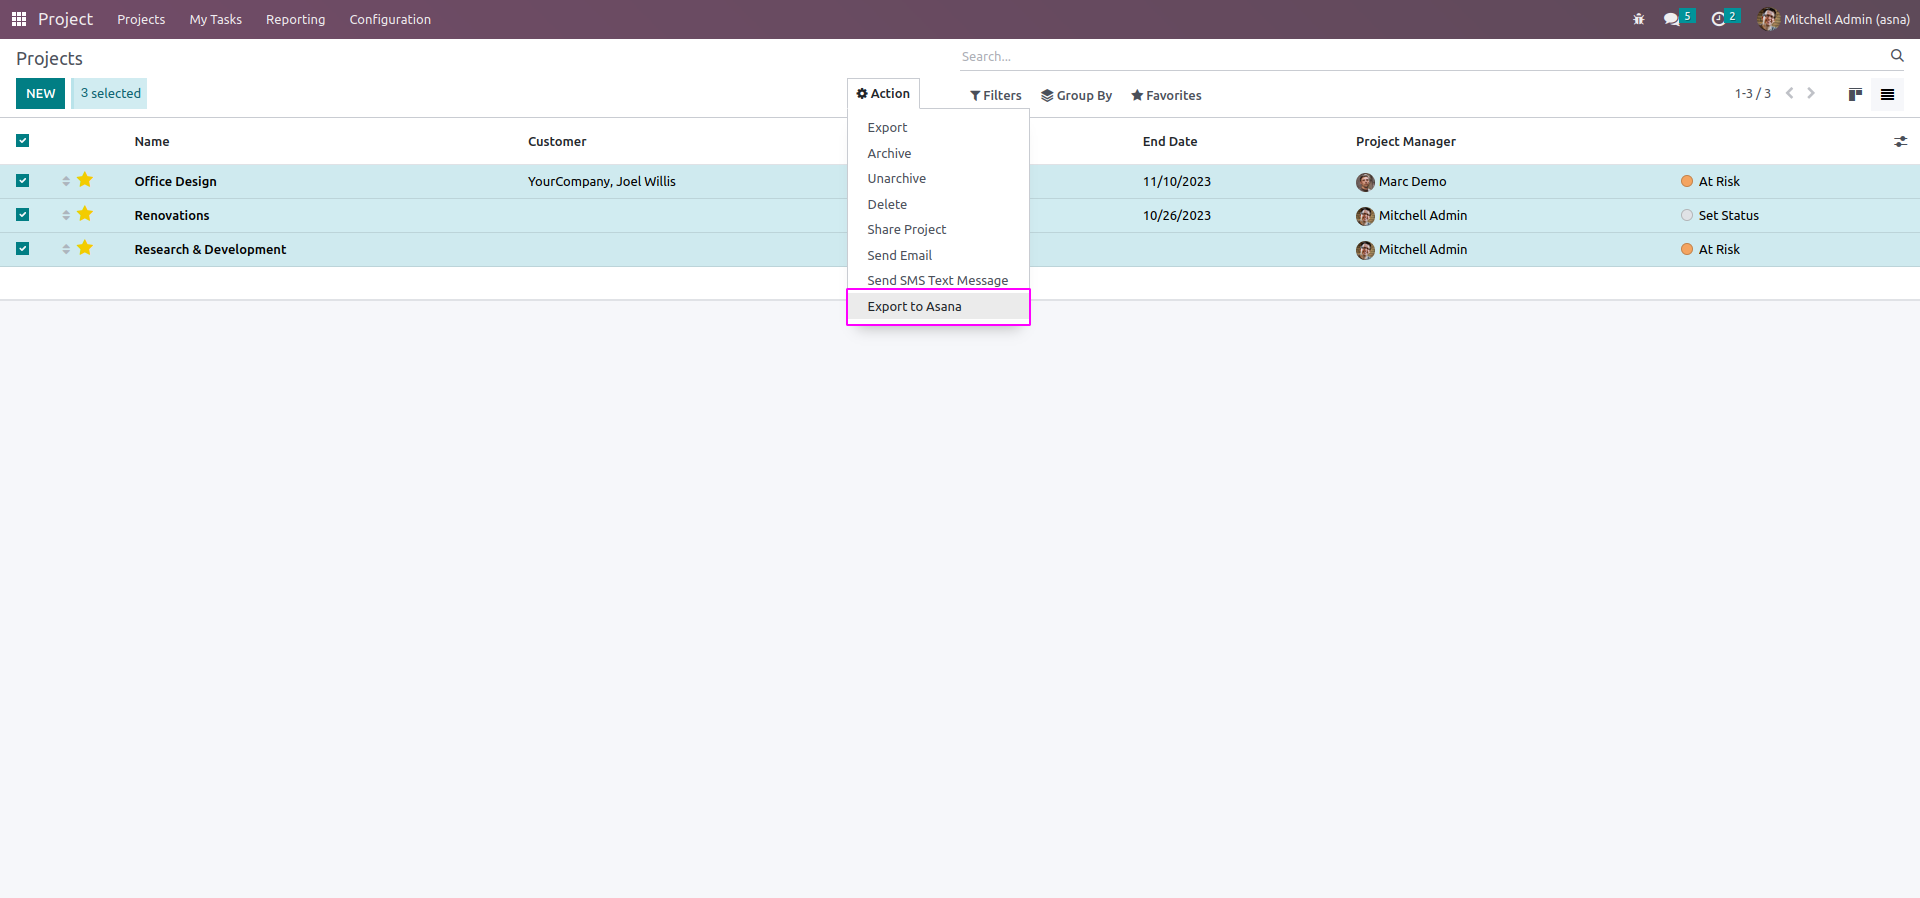 Project Projects My Tasks Reporting Configuration 5 2 Mitchell Admin (asna)
Projects Search...
NEW 3 selected Action Filters Group By Favorites 1-3 / 3
Name Customer End Date Project Manager
Office Design YourCompany, Joel Willis 11/10/2023 Marc Demo At Risk
Renovations 10/26/2023 Mitchell Admin Set Status
Research & Development Mitchell Admin At Risk
Export
Archive
Unarchive
Delete
Share Project
Send Email
Send SMS Text Message
Export to Asana